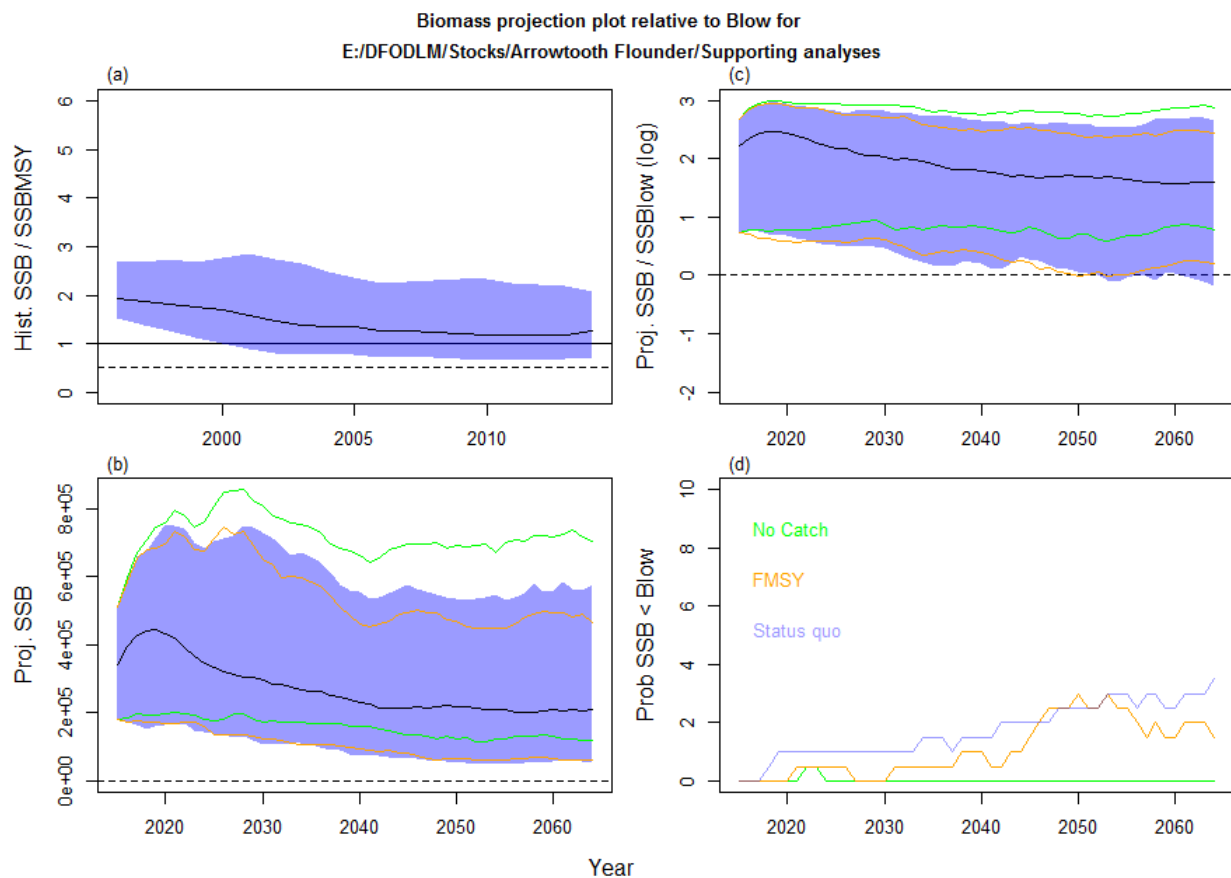 Biomass projection plot relative to Blow for
E:/DFODLM/Stocks/Arrowtooth Flounder/Supporting analyses
(a)
Hist. SSB / SSBMSY
0 1 2 3 4 5 6
2000 2005 2010
(c)
Proj. SSB / SSBlow (log)
-2 -1 0 1 2 3
2020 2030 2040 2050 2060
(b)
Proj. SSB
0e+00 2e+05 4e+05 6e+05 8e+05
2020 2030 2040 2050 2060
(d)
Prob SSB < Blow
0 2 4 6 8 10
No Catch
FMSY
Status quo
2020 2030 2040 2050 2060
Year